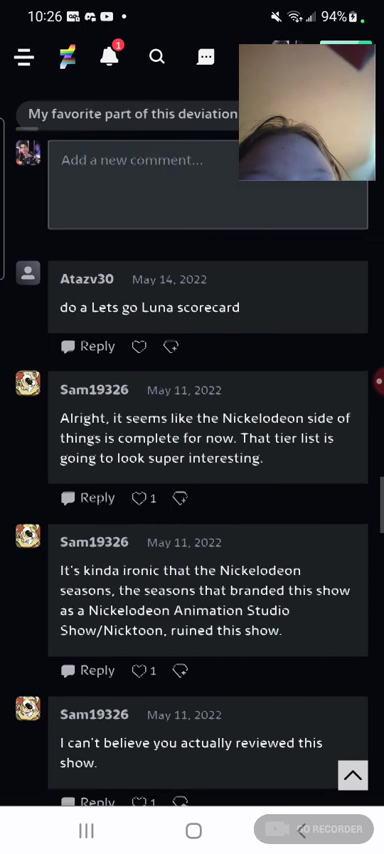 10:26
94%
1
My favorite part of this deviation
Add a new comment...
Atazv30 May 14, 2022
do a Lets go Luna scorecard
Reply
Sam19326 May 11, 2022
Alright, it seems like the Nickelodeon side of
things is complete for now. That tier list is
going to look super interesting.
Reply 1
Sam19326 May 11, 2022
It's kinda ironic that the Nickelodeon
seasons, the seasons that branded this show
as a Nickelodeon Animation Studio
Show/Nicktoon, ruined this show.
Reply 1
Sam19326 May 11, 2022
I can't believe you actually reviewed this
show.
Reply 1
RECORDER